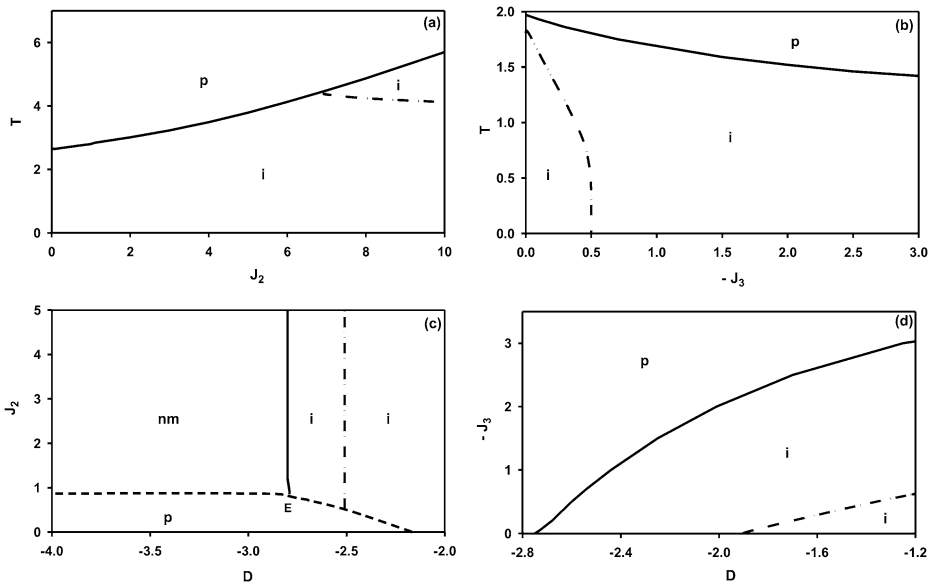 (a)
6
4
2
0
T
p
i
i
0 2 4 6 8 10
J2
(b)
2.0
1.5
1.0
0.5
0.0
T
p
i
i
0.0 0.5 1.0 1.5 2.0 2.5 3.0
- J3
(c)
5
4
3
2
1
0
J2
nm
i
i
E
p
-4.0 -3.5 -3.0 -2.5 -2.0
D
(d)
3
2
1
0
- J3
p
i
i
-2.8 -2.4 -2.0 -1.6 -1.2
D